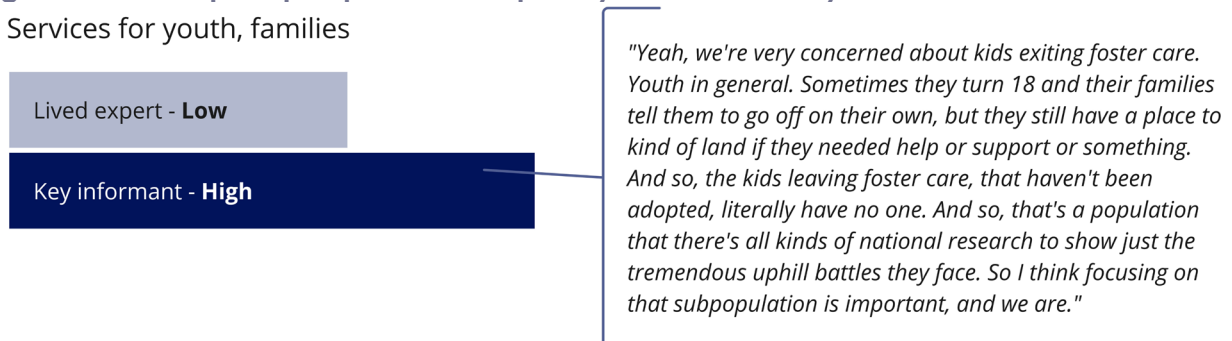 Services for youth, families
Lived expert - Low
Key informant - High
"Yeah, we're very concerned about kids exiting foster care.
Youth in general. Sometimes they turn 18 and their families
tell them to go off on their own, but they still have a place to
kind of land if they needed help or support or something.
And so, the kids leaving foster care, that haven't been
adopted, literally have no one. And so, that's a population
that there's all kinds of national research to show just the
tremendous uphill battles they face. So I think focusing on
that subpopulation is important, and we are."